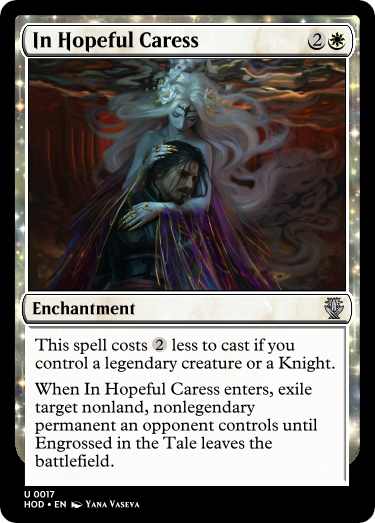 In Hopeful Caress 2
Enchantment
This spell costs 2 less to cast if you
control a legendary creature or a Knight.
When In Hopeful Caress enters, exile
target nonland, nonlegendary
permanent an opponent controls until
Engrossed in the Tale leaves the
battlefield.
U 0017
HOD • EN Yana Vaseva